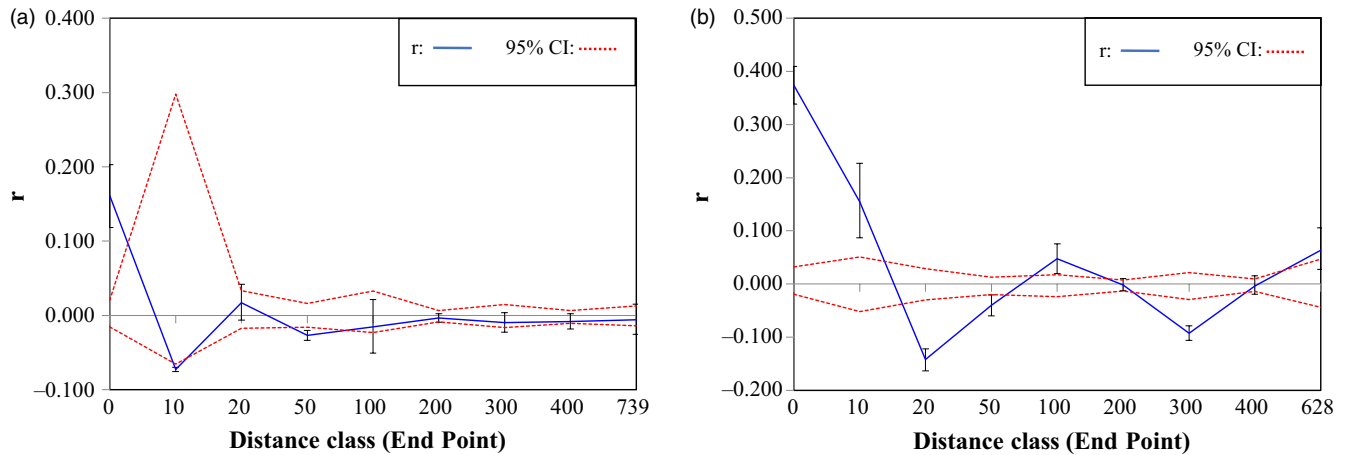 (a)
0.400
0.300
0.200
0.100
0.000
–0.100
r
r: 95% CI:
0 10 20 50 100 200 300 400 739
Distance class (End Point)
(b)
0.500
0.400
0.300
0.200
0.100
0.000
–0.100
–0.200
r
r: 95% CI:
0 10 20 50 100 200 300 400 628
Distance class (End Point)